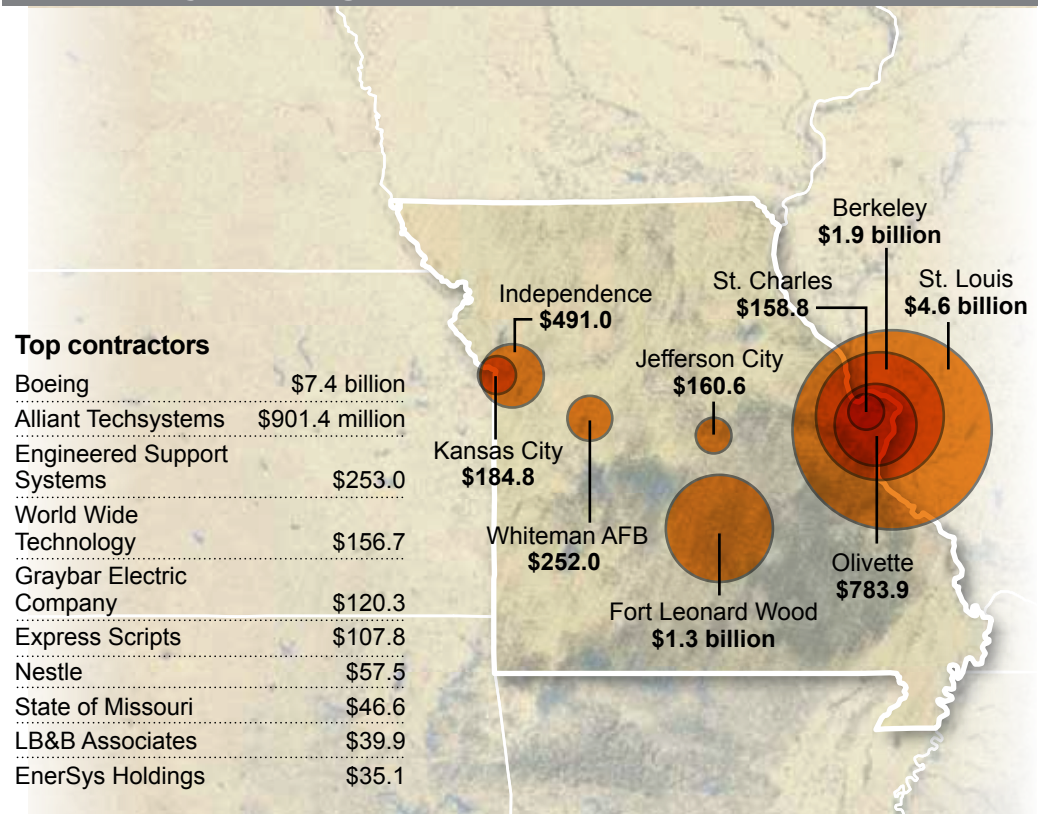 Berkeley
$1.9 billion
St. Charles
$158.8
St. Louis
$4.6 billion
Independence
$491.0
Jefferson City
$160.6
Kansas City
$184.8
Whiteman AFB
$252.0
Fort Leonard Wood
$1.3 billion
Olivette
$783.9
Top contractors
Boeing $7.4 billion
Alliant Techsystems $901.4 million
Engineered Support
Systems $253.0
World Wide
Technology $156.7
Graybar Electric
Company $120.3
Express Scripts $107.8
Nestle $57.5
State of Missouri $46.6
LB&B Associates $39.9
EnerSys Holdings $35.1